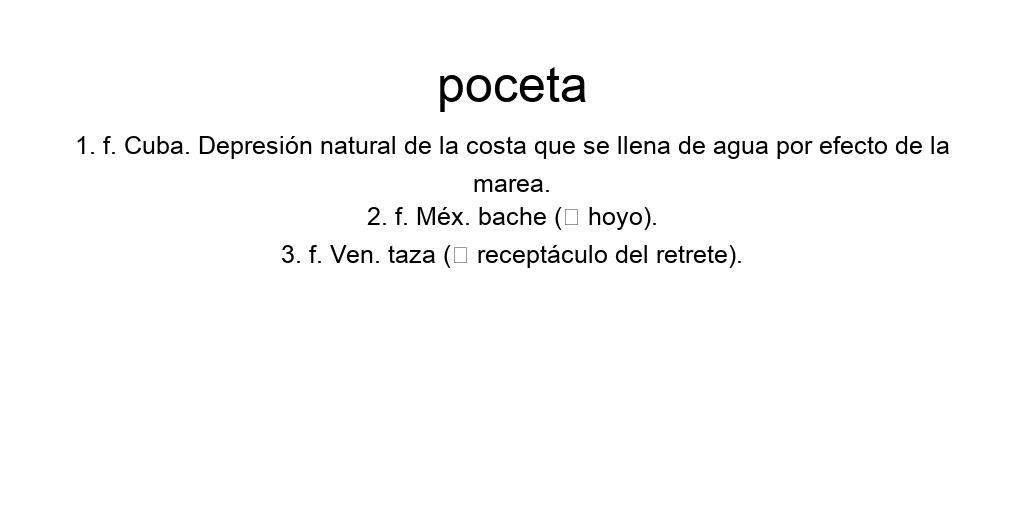 poceta
1. f. Cuba. Depresión natural de la costa que se llena de agua por efecto de la
marea.
2. f. Méx. bache (□ hoyo).
3. f. Ven. taza (□ receptáculo del retrete).